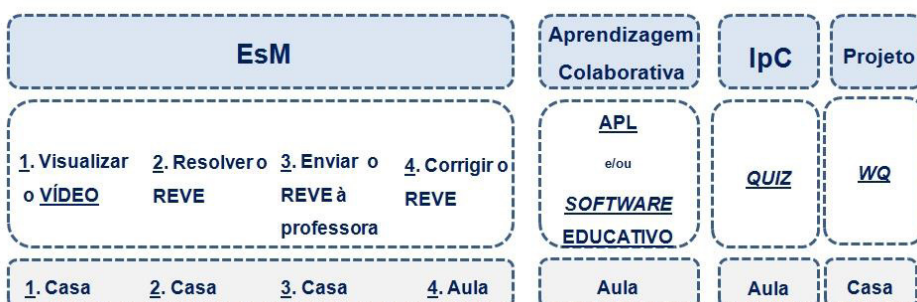 EsM
Aprendizagem
Colaborativa
IpC
Projeto
1. Visualizar
o VÍDEO
2. Resolver o
REVE
3. Enviar o
REVE à
professora
4. Corrigir o
REVE
APL
e/ou
SOFTWARE
EDUCATIVO
QUIZ
WQ
1. Casa
2. Casa
3. Casa
4. Aula
Aula
Aula
Casa